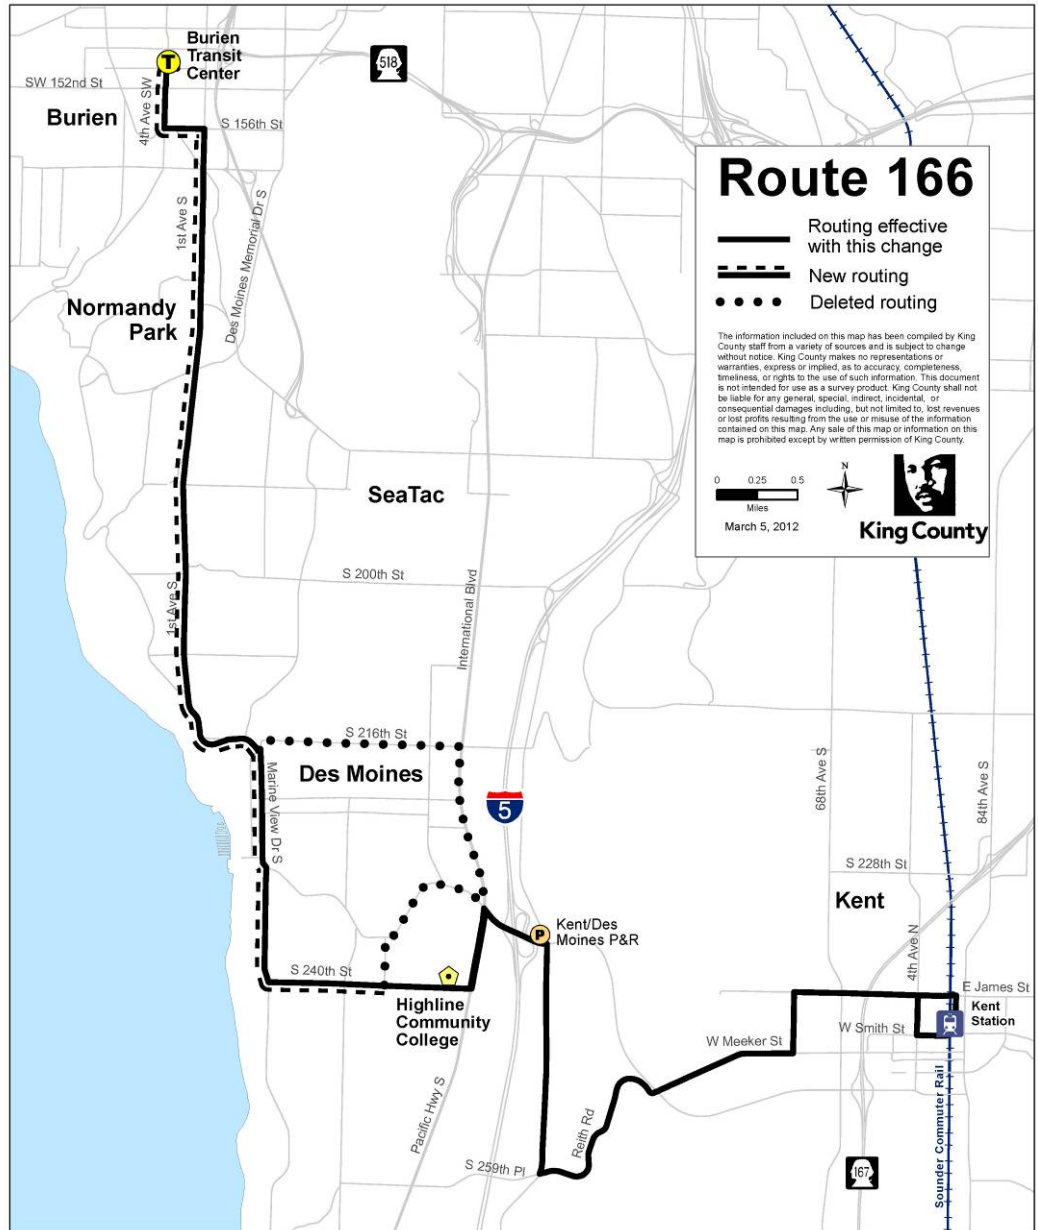 Burien
Transit
Center
T
518
SW 152nd St
4th Ave SW
Burien
S 156th St
Route 166
Routing effective
with this change
New routing
Deleted routing
The information included on this map has been compiled by King
County staff from a variety of sources and is subject to change
without notice. King County makes no representations or
warranties, express or implied, as to accuracy, completeness,
timeliness, or rights to the use of such information. This document
is not intended for use as a survey product. King County shall not
be liable for any general, special, indirect, incidental, or
consequential damages including, but not limited to, lost revenues
or lost profits resulting from the use or misuse of the information
contained on this map. Any sale of this map or information on this
map is prohibited except by written permission of King County.
0 0.25 0.5
Miles
March 5, 2012
N
King County
1st Ave S
Des Moines Memorial Dr S
Normandy
Park
SeaTac
S 200th St
International Blvd
1st Ave S
S 216th St
Des Moines
Marine View Dr S
5
68th Ave S
84th Ave S
S 228th St
Kent
Kent/Des
Moines P&R
P
4th Ave N
S 240th St
Highline
Community
College
E James St
Kent
Station
W Smith St
W Meeker St
Pacific Hwy S
Reith Rd
S 259th Pl
167
Sounder Commuter Rail